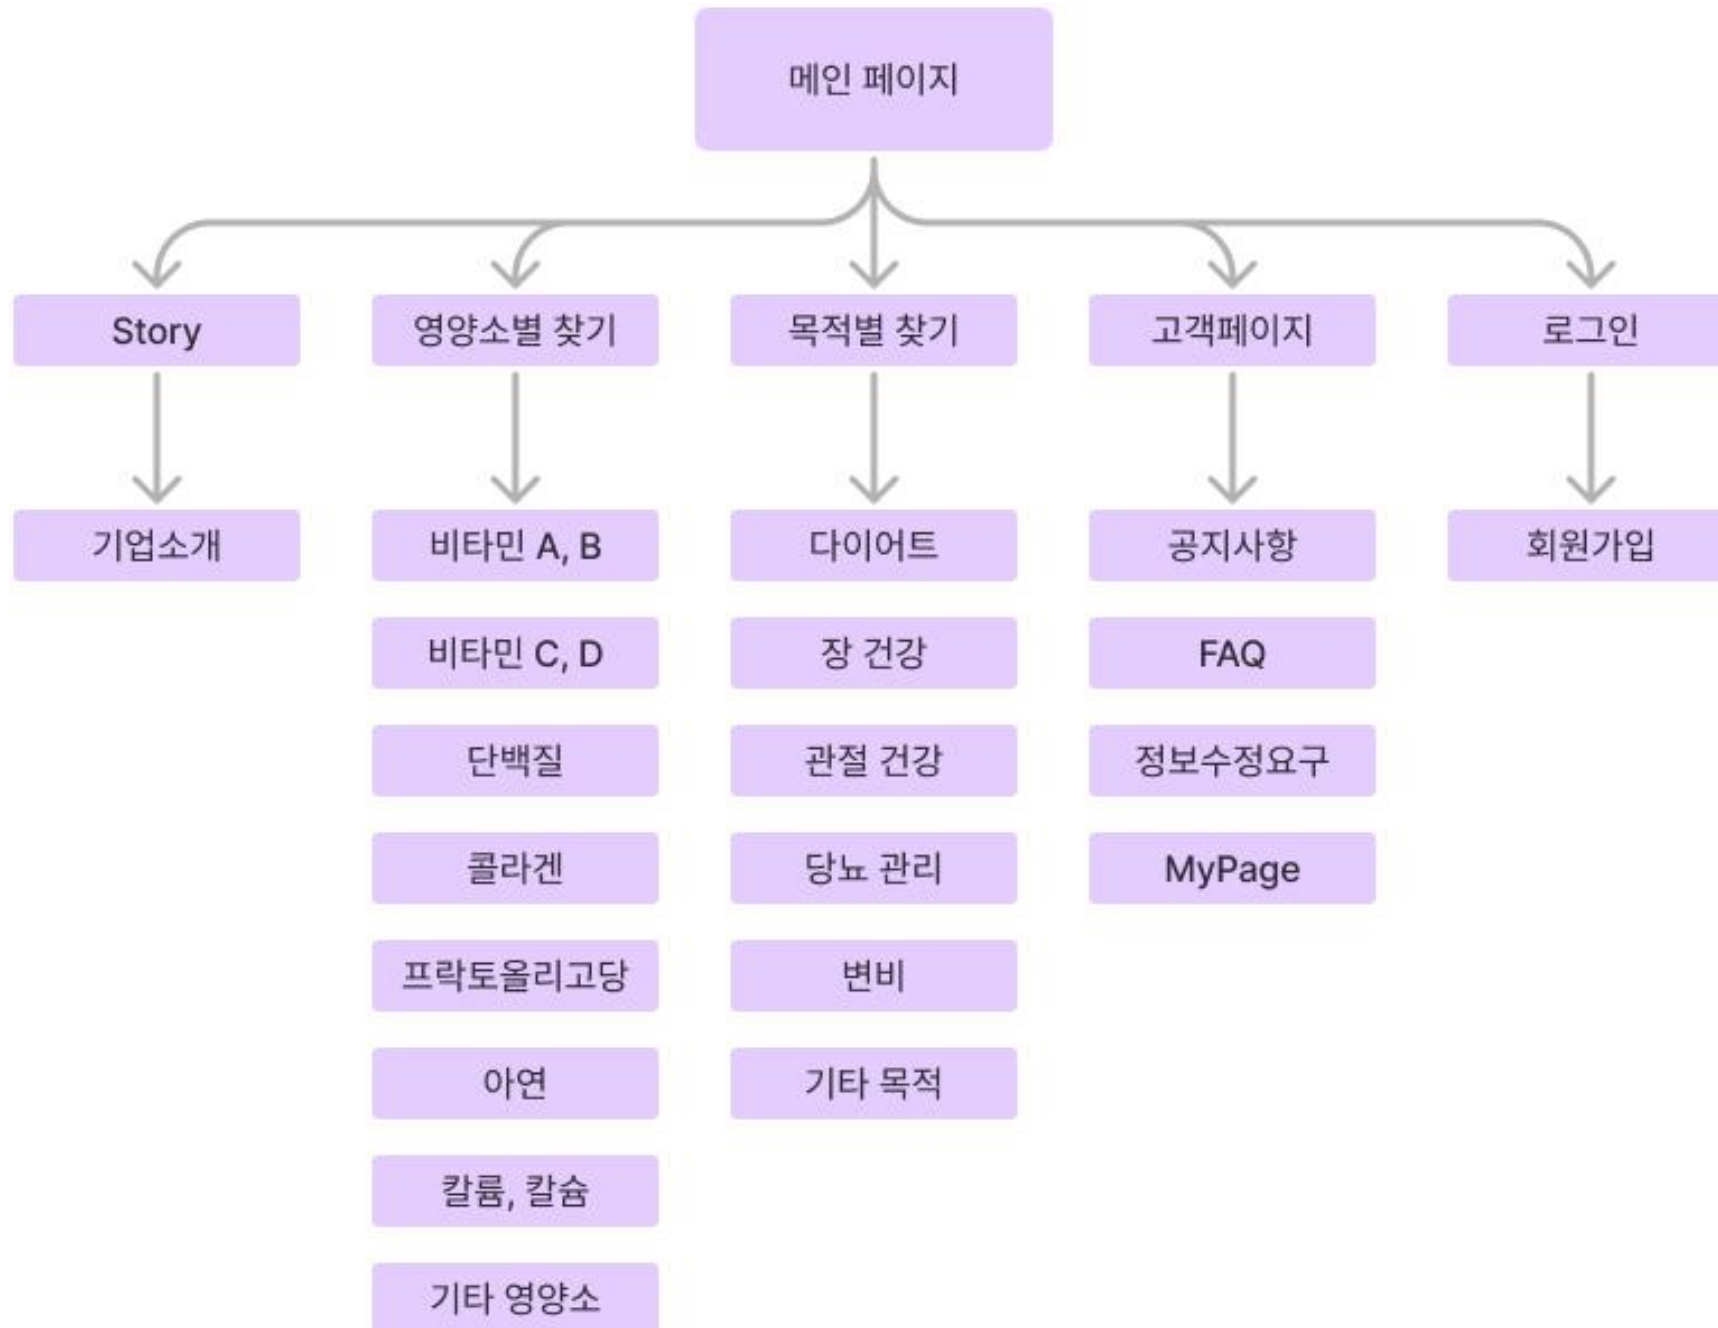 메인 페이지
Story
영양소별 찾기
목적별 찾기
고객페이지
로그인
기업소개
비타민 A, B
다이어트
공지사항
회원가입
비타민 C, D
장 건강
FAQ
단백질
관절 건강
정보수정요구
콜라겐
당뇨 관리
MyPage
프락토올리고당
변비
아연
기타 목적
칼륨, 칼슘
기타 영양소